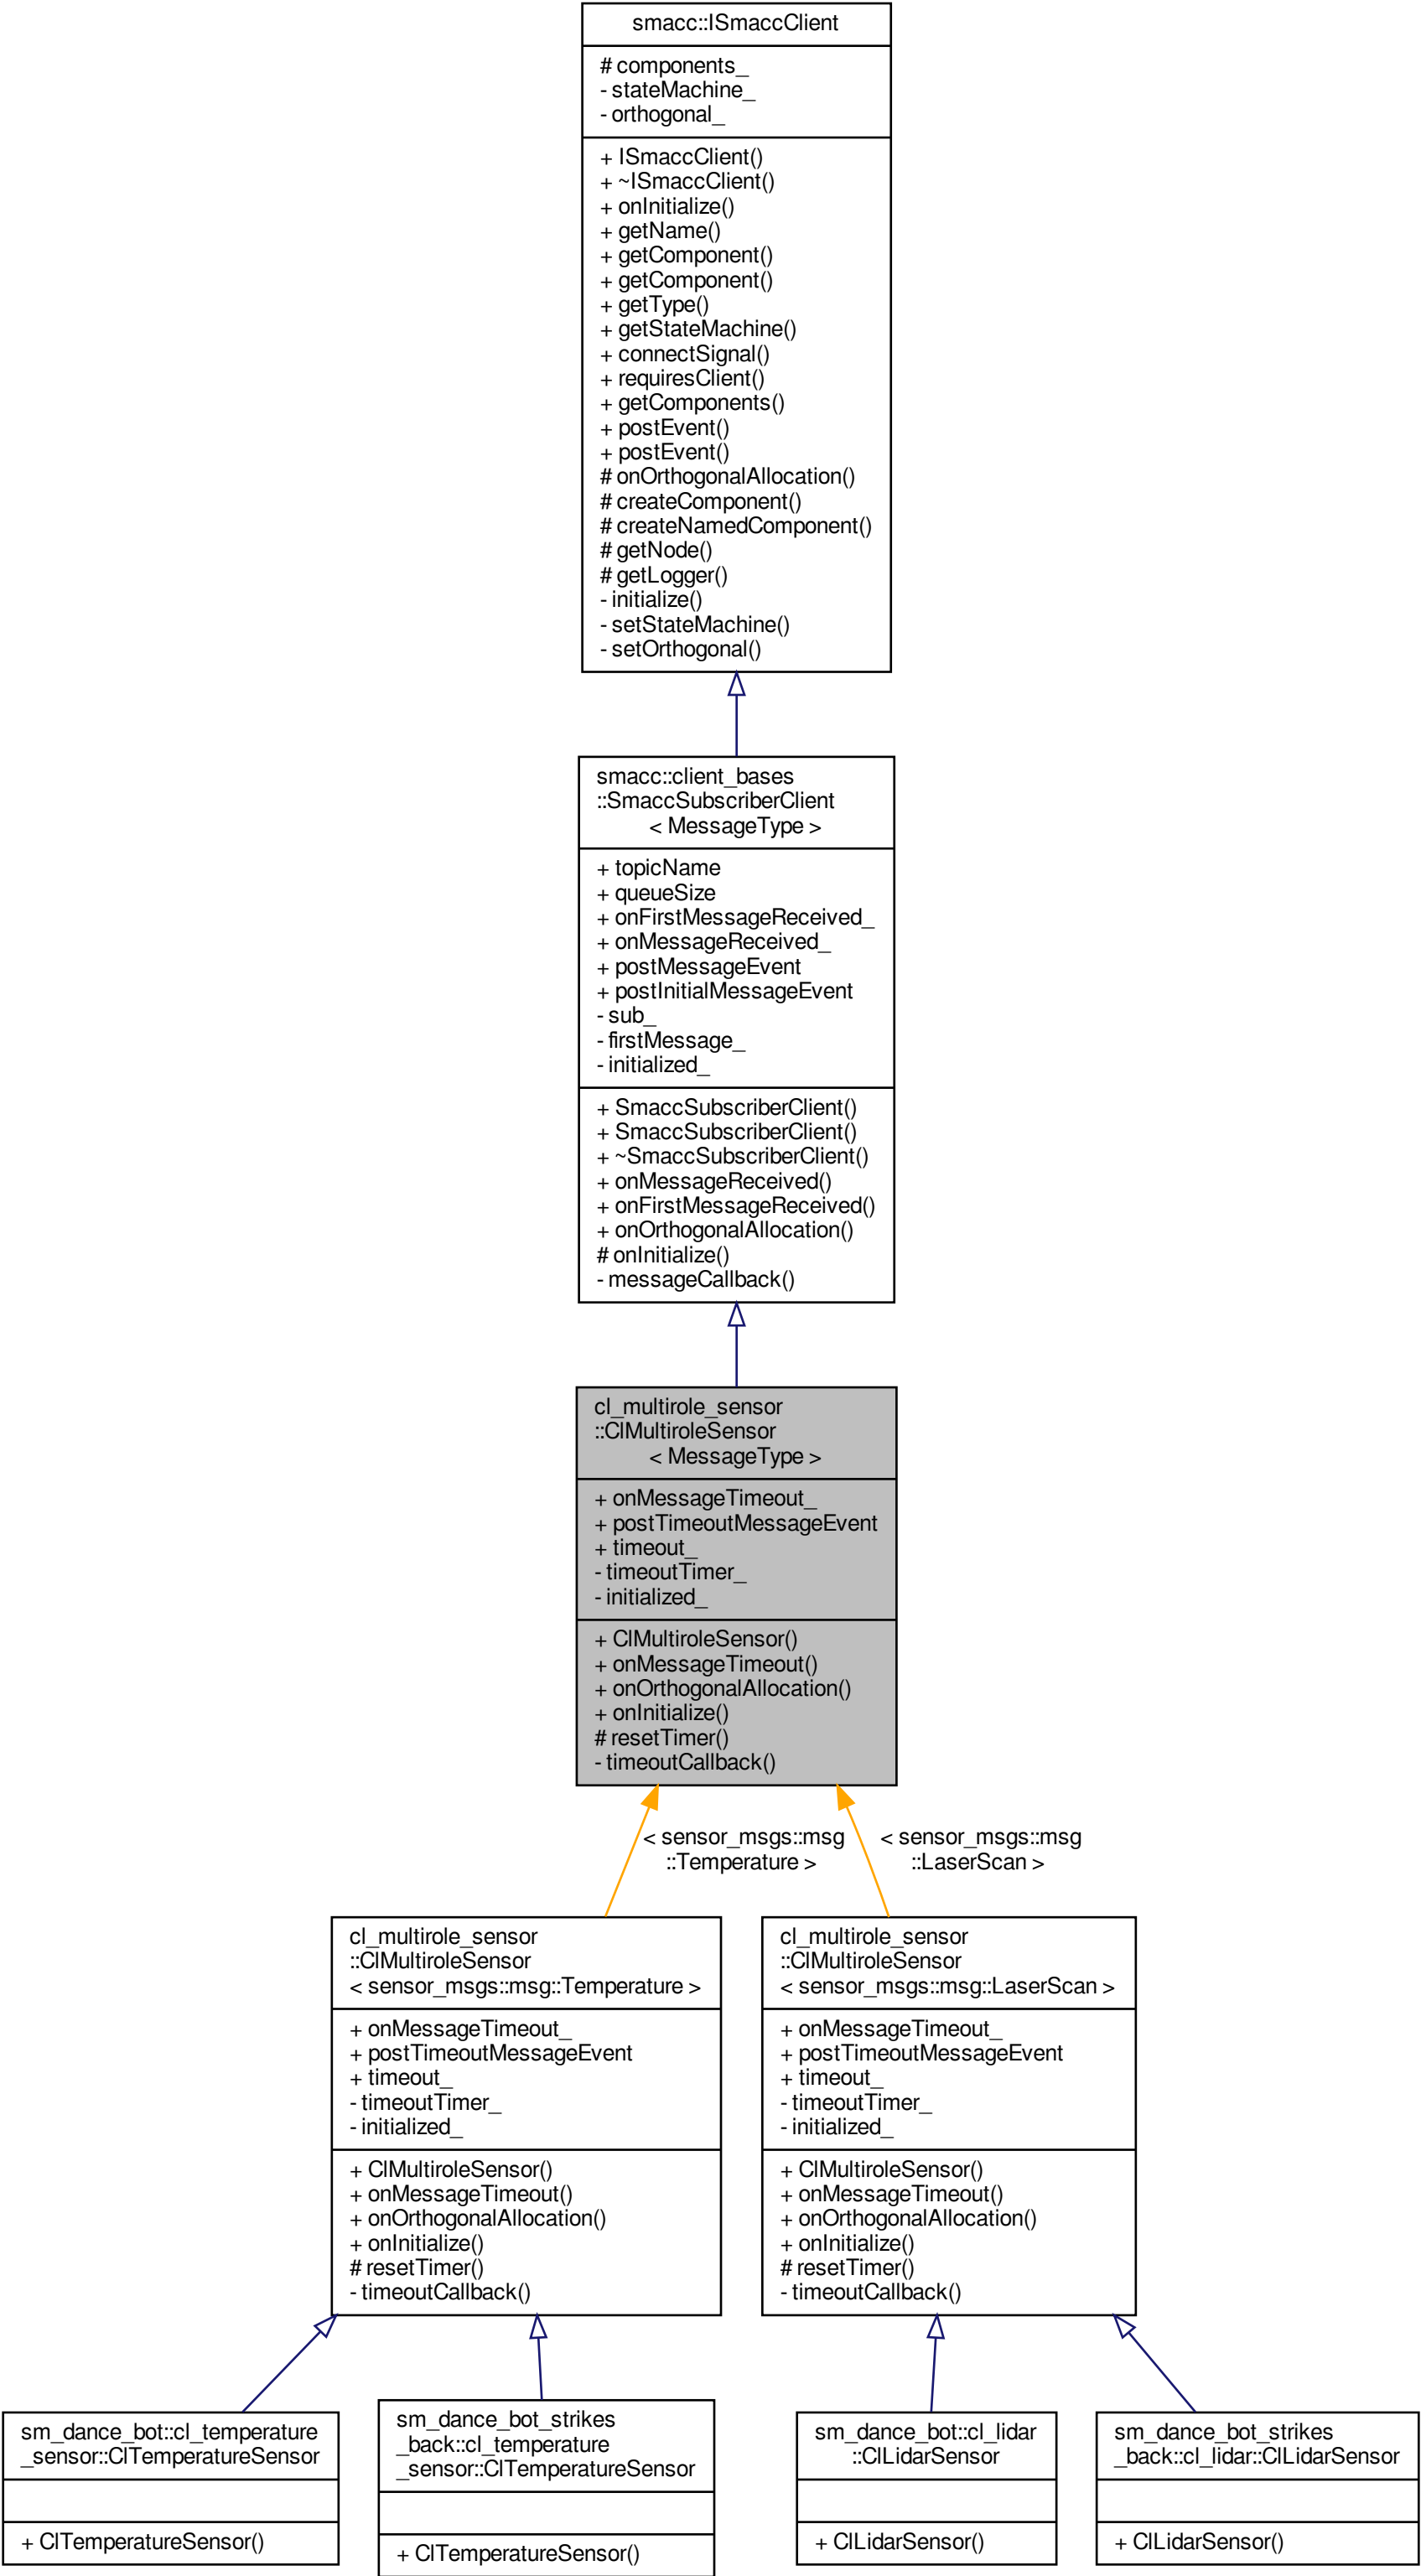 smacc::ISmaccClient
# components_
- stateMachine_
- orthogonal_
+ ISmaccClient()
+ ~ISmaccClient()
+ onInitialize()
+ getName()
+ getComponent()
+ getComponent()
+ getType()
+ getStateMachine()
+ connectSignal()
+ requiresClient()
+ getComponents()
+ postEvent()
+ postEvent()
# onOrthogonalAllocation()
# createComponent()
# createNamedComponent()
# getNode()
# getLogger()
- initialize()
- setStateMachine()
- setOrthogonal()
smacc::client_bases
::SmaccSubscriberClient
< MessageType >
+ topicName
+ queueSize
+ onFirstMessageReceived_
+ onMessageReceived_
+ postMessageEvent
+ postInitialMessageEvent
- sub_
- firstMessage_
- initialized_
+ SmaccSubscriberClient()
+ SmaccSubscriberClient()
+ ~SmaccSubscriberClient()
+ onMessageReceived()
+ onFirstMessageReceived()
+ onOrthogonalAllocation()
# onInitialize()
- messageCallback()
cl_multirole_sensor
::ClMultiroleSensor
< MessageType >
+ onMessageTimeout_
+ postTimeoutMessageEvent
+ timeout_
- timeoutTimer_
- initialized_
+ ClMultiroleSensor()
+ onMessageTimeout()
+ onOrthogonalAllocation()
+ onInitialize()
# resetTimer()
- timeoutCallback()
< sensor_msgs::msg
::Temperature >
< sensor_msgs::msg
::LaserScan >
cl_multirole_sensor
::ClMultiroleSensor
< sensor_msgs::msg::Temperature >
+ onMessageTimeout_
+ postTimeoutMessageEvent
+ timeout_
- timeoutTimer_
- initialized_
+ ClMultiroleSensor()
+ onMessageTimeout()
+ onOrthogonalAllocation()
+ onInitialize()
# resetTimer()
- timeoutCallback()
cl_multirole_sensor
::ClMultiroleSensor
< sensor_msgs::msg::LaserScan >
+ onMessageTimeout_
+ postTimeoutMessageEvent
+ timeout_
- timeoutTimer_
- initialized_
+ ClMultiroleSensor()
+ onMessageTimeout()
+ onOrthogonalAllocation()
+ onInitialize()
# resetTimer()
- timeoutCallback()
sm_dance_bot::cl_temperature
_sensor::ClTemperatureSensor
+ ClTemperatureSensor()
sm_dance_bot_strikes
_back::cl_temperature
_sensor::ClTemperatureSensor
+ ClTemperatureSensor()
sm_dance_bot::cl_lidar
::ClLidarSensor
+ ClLidarSensor()
sm_dance_bot_strikes
_back::cl_lidar::ClLidarSensor
+ ClLidarSensor()